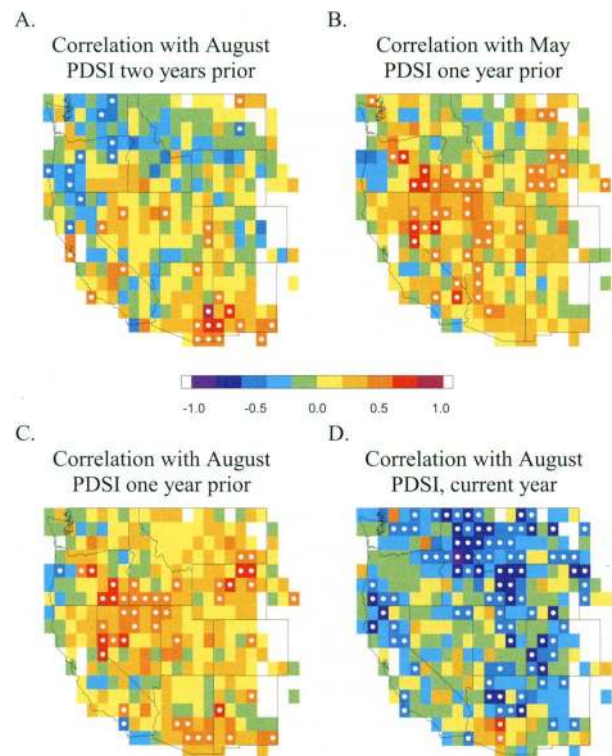 A.
Correlation with August
PDSI two years prior
B.
Correlation with May
PDSI one year prior
-1.0 -0.5 0.0 0.5 1.0
C.
Correlation with August
PDSI one year prior
D.
Correlation with August
PDSI, current year